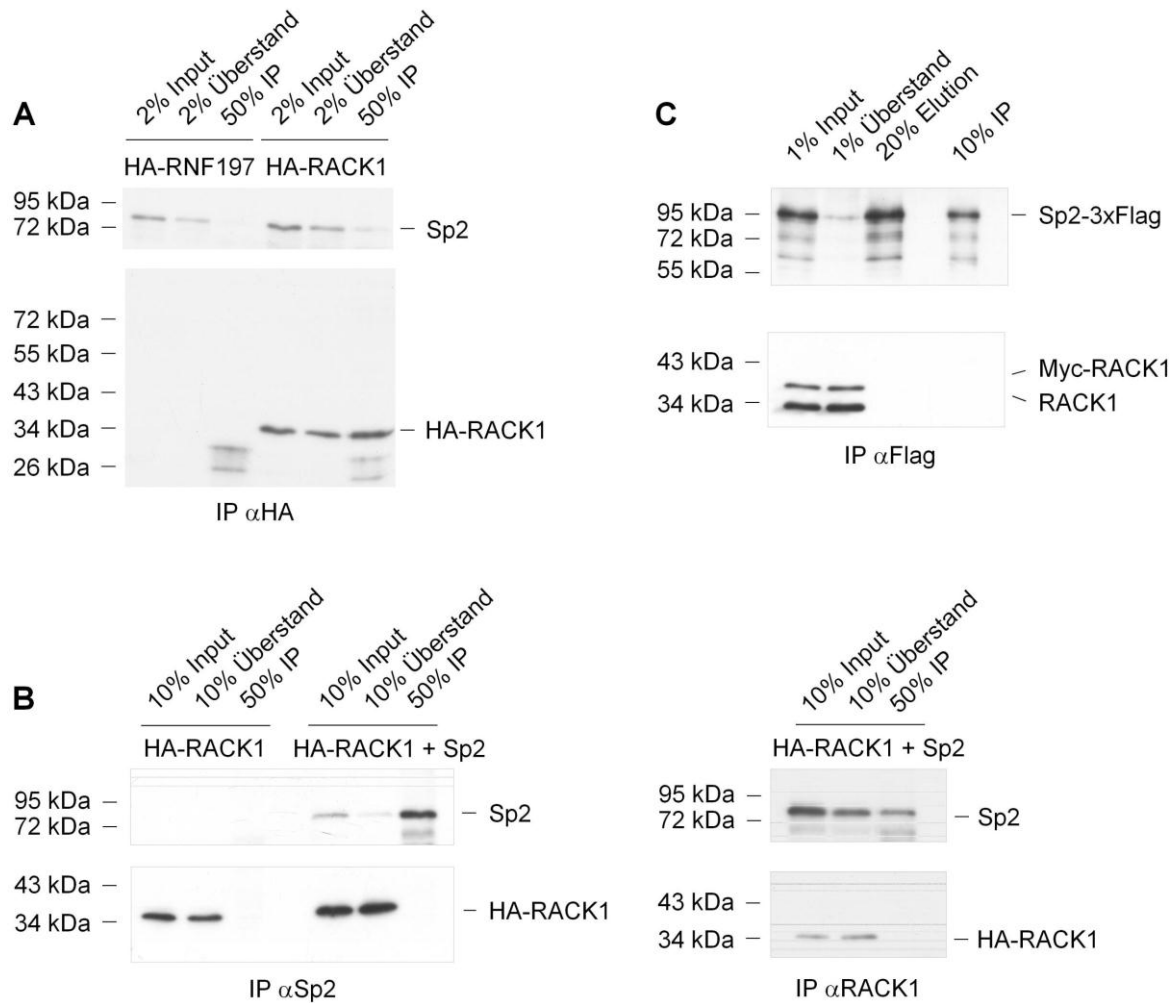 A
2% Input
2% Überstand
50% IP
2% Input
2% Überstand
50% IP
HA-RNF197
HA-RACK1
95 kDa
72 kDa
Sp2
72 kDa
55 kDa
43 kDa
34 kDa
26 kDa
HA-RACK1
IP αHA
C
1% Input
1% Überstand
20% Elution
10% IP
95 kDa
72 kDa
55 kDa
Sp2-3xFlag
43 kDa
34 kDa
Myc-RACK1
RACK1
IP αFlag
B
10% Input
10% Überstand
50% IP
10% Input
10% Überstand
50% IP
HA-RACK1
HA-RACK1 + Sp2
95 kDa
72 kDa
Sp2
43 kDa
34 kDa
HA-RACK1
IP αSp2
10% Input
10% Überstand
50% IP
HA-RACK1 + Sp2
95 kDa
72 kDa
Sp2
43 kDa
34 kDa
HA-RACK1
IP αRACK1